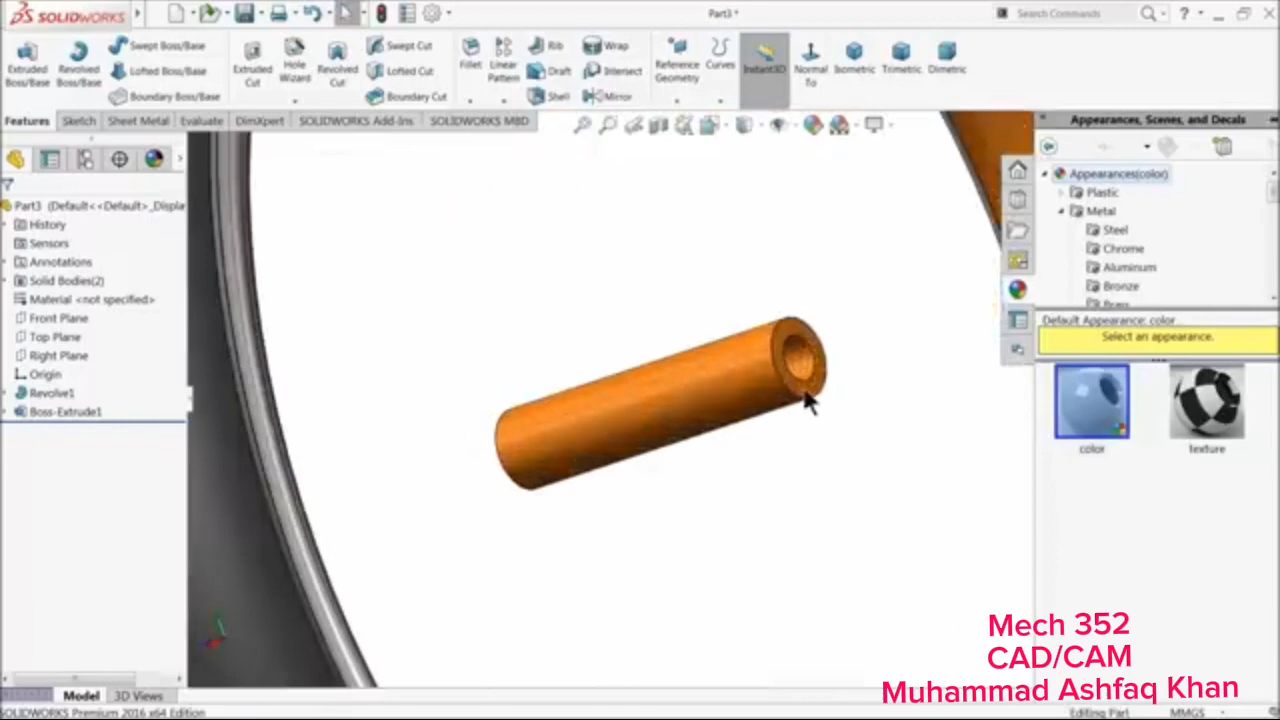 SOLIDWORKS
Part3 *
Search Commands
Extruded Boss/Base
Revolved Boss/Base
Swept Boss/Base
Lofted Boss/Base
Boundary Boss/Base
Extruded Cut
Hole Wizard
Revolved Cut
Swept Cut
Lofted Cut
Boundary Cut
Fillet
Linear Pattern
Rib
Draft
Shell
Wrap
Intersect
Mirror
Reference Geometry
Curves
Instant3D
Normal To
Isometric
Trimetric
Dimetric
Features
Sketch
Sheet Metal
Evaluate
DimXpert
SOLIDWORKS Add-Ins
SOLIDWORKS MBD
Part3 (Default<<Default>_Displa
History
Sensors
Annotations
Solid Bodies(2)
Material <not specified>
Front Plane
Top Plane
Right Plane
Origin
Revolve1
Boss-Extrude1
Appearances, Scenes, and Decals
Appearances(color)
Plastic
Metal
Steel
Chrome
Aluminum
Bronze
Default Appearance: color
Select an appearance.
color
texture
Mech 352
CAD/CAM
Muhammad Ashfaq Khan
Model
3D Views
SOLIDWORKS Premium 2016 x64 Edition
Editing Part
MMGS